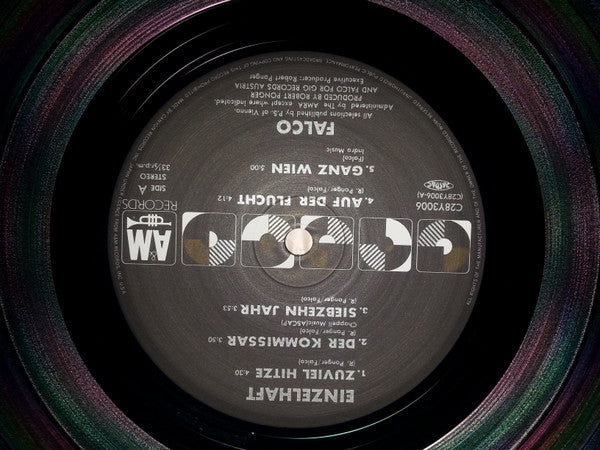 EINZELHAFT
1. ZUVIEL HITZE 4:30
(R. Ponger/Falco)
2. DER KOMMISSAR 3:50
(R. Ponger/Falco)
Chappell Music(ASCAP)
3. SIEBZEHN JAHR 3:53
(R. Ponger/Falco)
A&M
RECORDS
SIDE A
STEREO
33⅓r.p.m.
C28Y3006
(C28Y3006-A)
JASRAC
4. AUF DER FLUCHT 4:12
(R. Ponger/Falco)
5. GANZ WIEN 5:00
(Falco)
Indra Music
FALCO
All selections published by P.S. of Vienna.
Administered by The AMRA except where indicated.
PRODUCED BY ROBERT PONGER
AND FALCO FOR GIG RECORDS AUSTRIA
Executive Producer: Robert Ponger